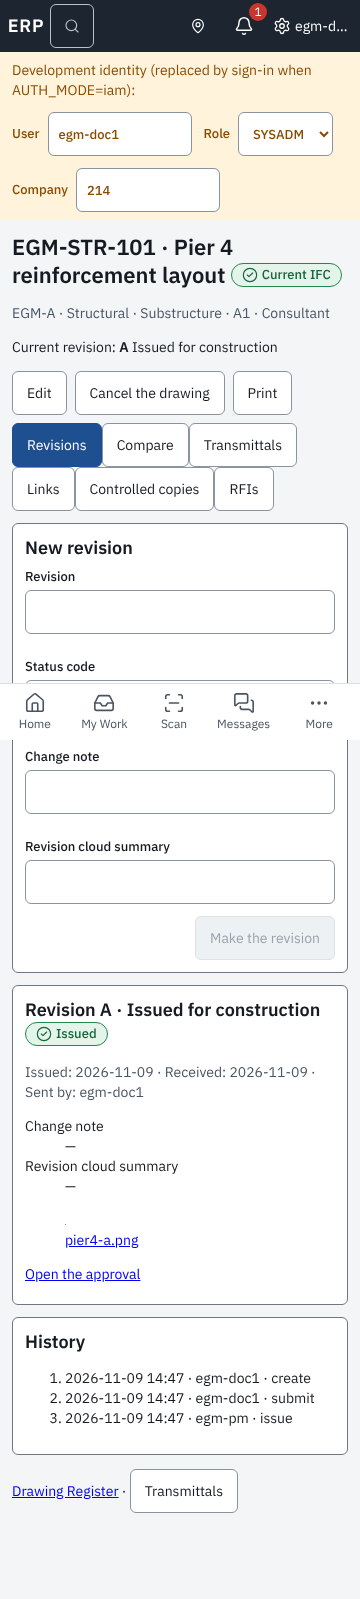 ERP
1
egm-d...
Development identity (replaced by sign-in when
AUTH_MODE=iam):
User egm-doc1 Role SYSADM
Company 214
EGM-STR-101 · Pier 4
reinforcement layout Current IFC
EGM-A · Structural · Substructure · A1 · Consultant
Current revision: A Issued for construction
Edit Cancel the drawing Print
Revisions Compare Transmittals
Links Controlled copies RFIs
New revision
Revision
Status code
Home My Work Scan Messages More
Change note
Revision cloud summary
Make the revision
Revision A · Issued for construction
Issued
Issued: 2026-11-09 · Received: 2026-11-09 ·
Sent by: egm-doc1
Change note
—
Revision cloud summary
—
pier4-a.png
Open the approval
History
1. 2026-11-09 14:47 · egm-doc1 · create
2. 2026-11-09 14:47 · egm-doc1 · submit
3. 2026-11-09 14:47 · egm-pm · issue
Drawing Register · Transmittals